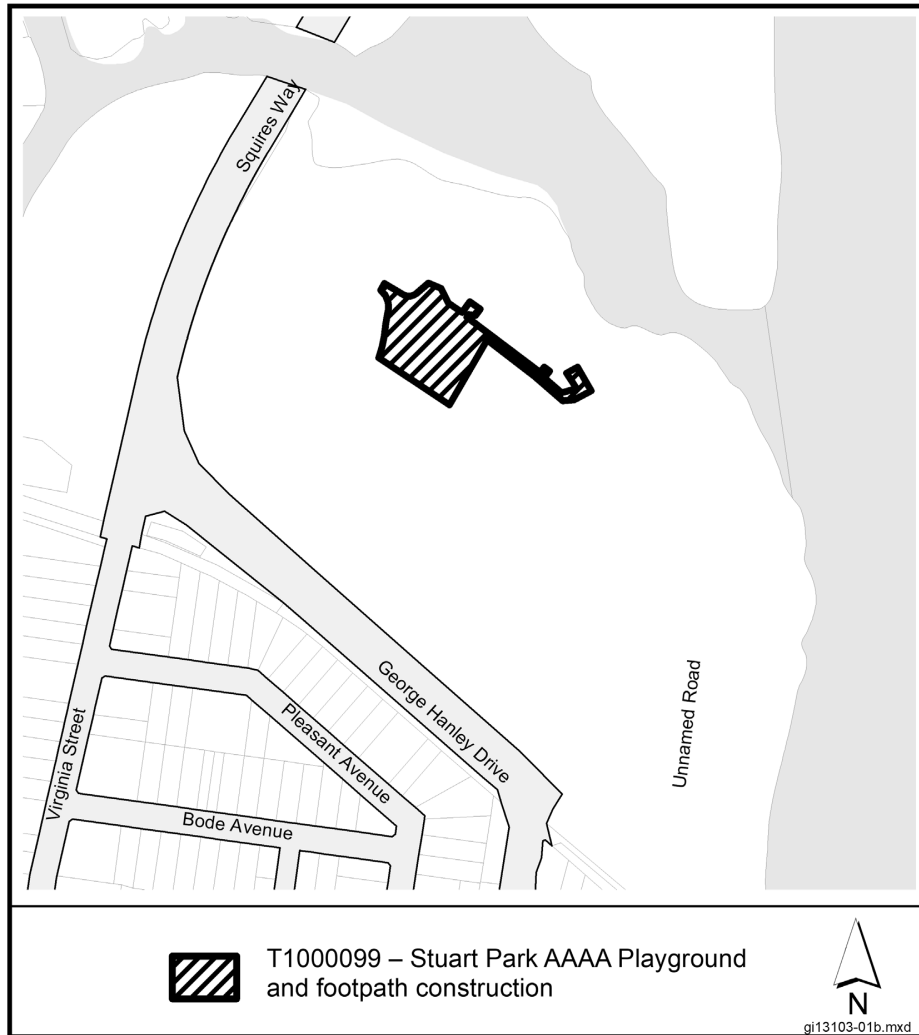 Squires Way
George Hanley Drive
Unnamed Road
Pleasant Avenue
Virginia Street
Bode Avenue
T1000099 – Stuart Park AAAA Playground
and footpath construction
N
gi13103-01b.mxd